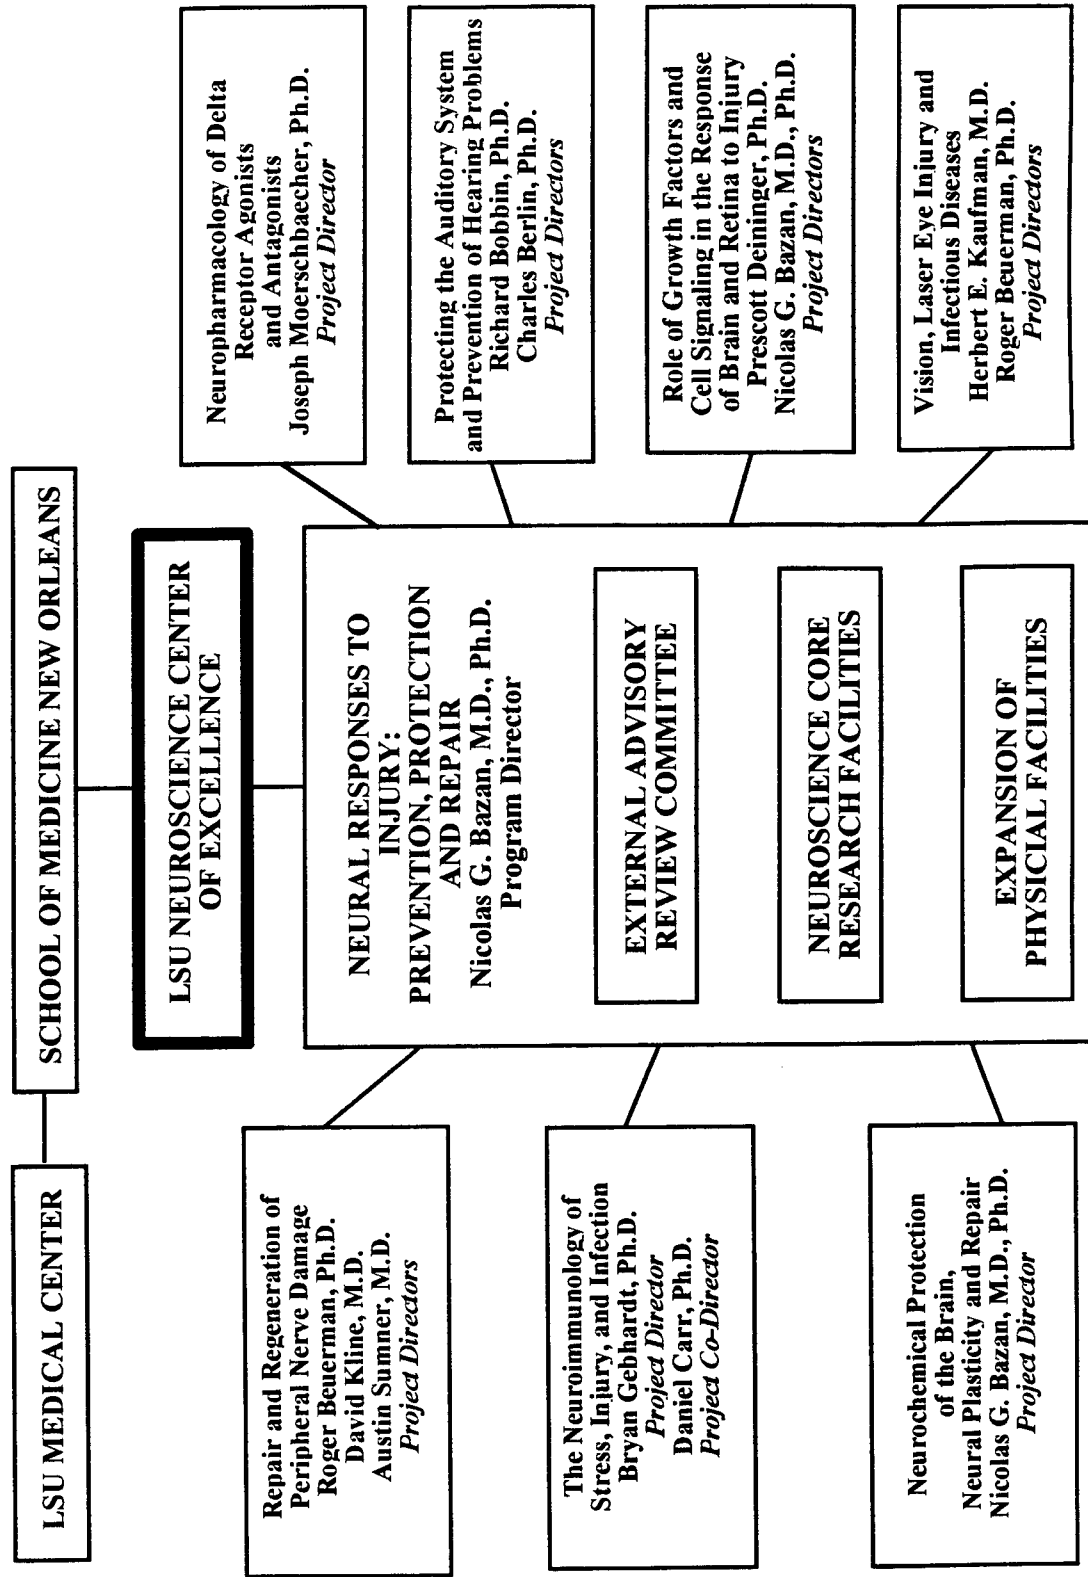 LSU MEDICAL CENTER
SCHOOL OF MEDICINE NEW ORLEANS
LSU NEUROSCIENCE CENTER
OF EXCELLENCE
NEURAL RESPONSES TO
INJURY:
PREVENTION, PROTECTION
AND REPAIR
Nicolas G. Bazan, M.D., Ph.D.
Program Director
EXTERNAL ADVISORY
REVIEW COMMITTEE
NEUROSCIENCE CORE
RESEARCH FACILITIES
EXPANSION OF
PHYSICIAL FACILITIES
Repair and Regeneration of
Peripheral Nerve Damage
Roger Beuerman, Ph.D.
David Kline, M.D.
Austin Sumner, M.D.
Project Directors
The Neuroimmunology of
Stress, Injury, and Infection
Bryan Gebhardt, Ph.D.
Project Director
Daniel Carr, Ph.D.
Project Co-Director
Neurochemical Protection
of the Brain,
Neural Plasticity and Repair
Nicolas G. Bazan, M.D., Ph.D.
Project Director
Neuropharmacology of Delta
Receptor Agonists
and Antagonists
Joseph Moerschbaecher, Ph.D.
Project Director
Protecting the Auditory System
and Prevention of Hearing Problems
Richard Bobbin, Ph.D.
Charles Berlin, Ph.D.
Project Directors
Role of Growth Factors and
Cell Signaling in the Response
of Brain and Retina to Injury
Prescott Deininger, Ph.D.
Nicolas G. Bazan, M.D., Ph.D.
Project Directors
Vision, Laser Eye Injury and
Infectious Diseases
Herbert E. Kaufman, M.D.
Roger Beuerman, Ph.D.
Project Directors